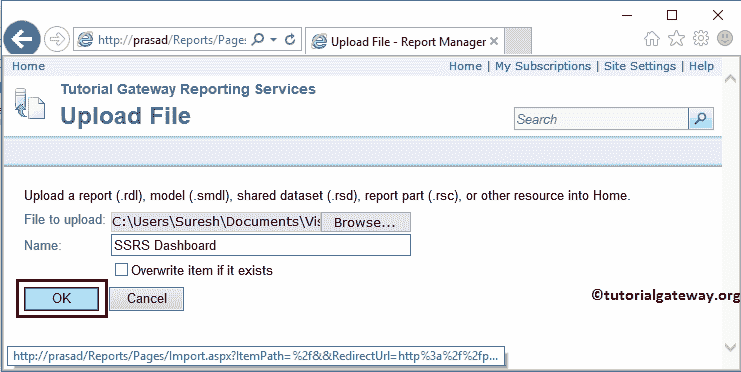 http://prasad/Reports/Pages
Upload File - Report Manager
Home
Home | My Subscriptions | Site Settings | Help
Tutorial Gateway Reporting Services
Upload File
Search
Upload a report (.rdl), model (.smdl), shared dataset (.rsd), report part (.rsc), or other resource into Home.
File to upload: C:\Users\Suresh\Documents\Vis Browse...
Name: SSRS Dashboard
Overwrite item if it exists
OK Cancel
©tutorialgateway.org
http://prasad/Reports/Pages/Import.aspx?ItemPath=%2f&&RedirectUrl=http%3a%2f%2fp...